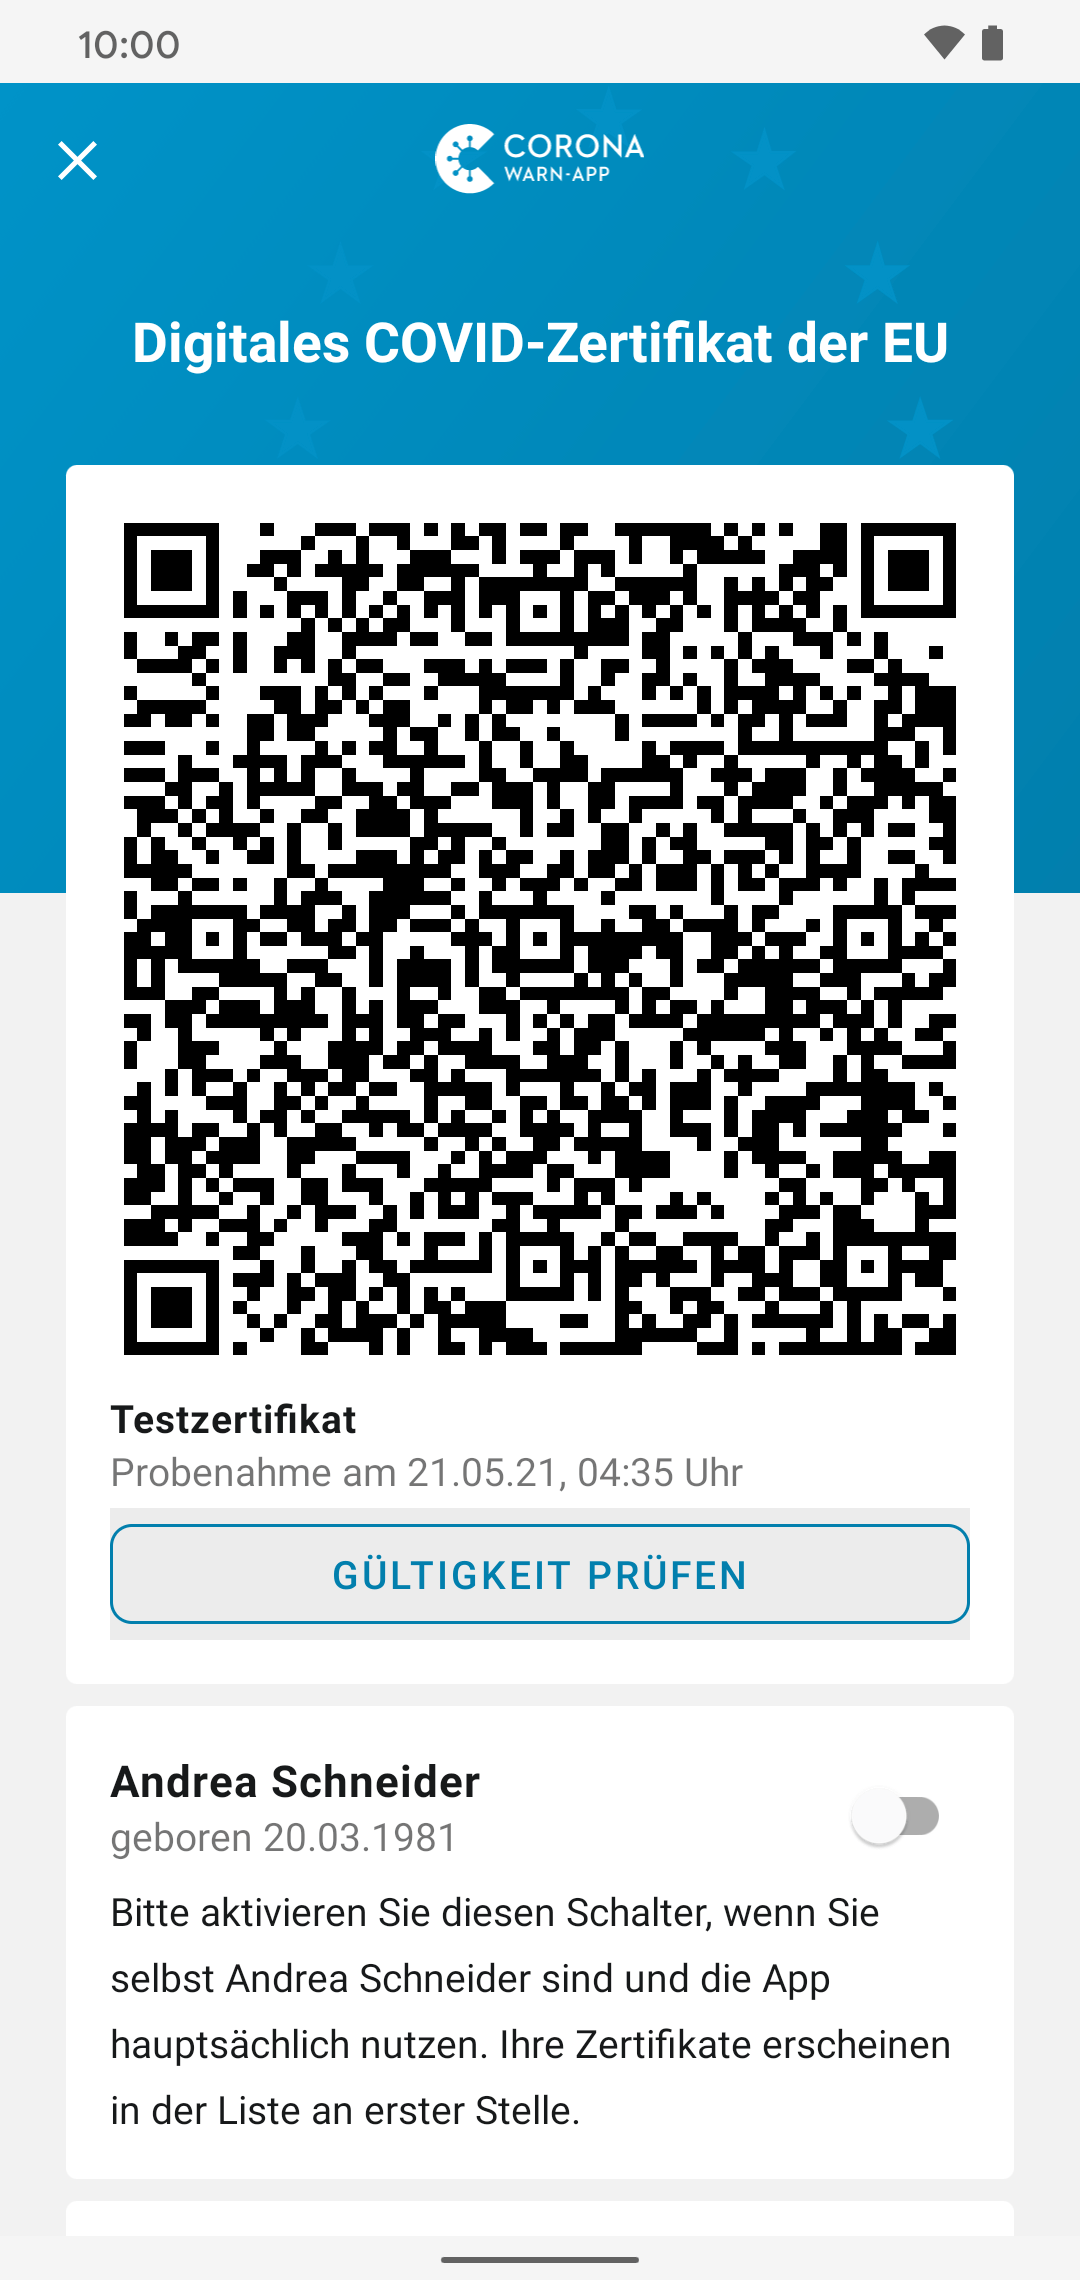 10:00
CORONA
WARN-APP
Digitales COVID-Zertifikat der EU
Testzertifikat
Probenahme am 21.05.21, 04:35 Uhr
GÜLTIGKEIT PRÜFEN
Andrea Schneider
geboren 20.03.1981
Bitte aktivieren Sie diesen Schalter, wenn Sie
selbst Andrea Schneider sind und die App
hauptsächlich nutzen. Ihre Zertifikate erscheinen
in der Liste an erster Stelle.